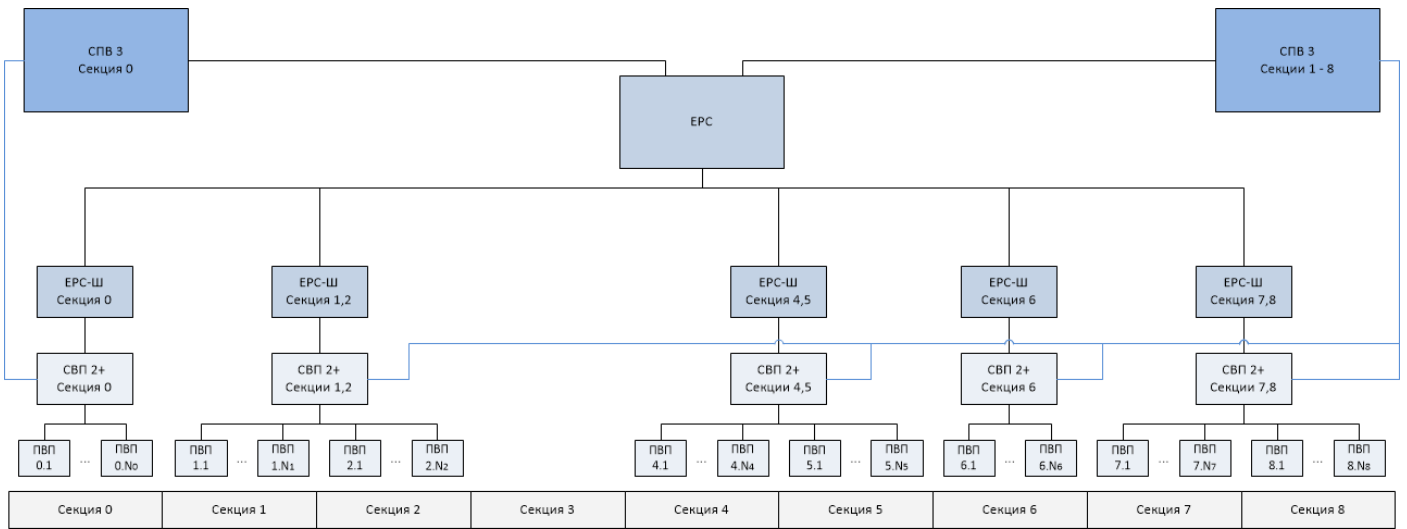 СПВ 3
Секция 0
СПВ 3
Секции 1 - 8
ЕРС
ЕРС-Ш
Секция 0
ЕРС-Ш
Секция 1,2
ЕРС-Ш
Секция 4,5
ЕРС-Ш
Секция 6
ЕРС-Ш
Секция 7,8
СВП 2+
Секция 0
СВП 2+
Секции 1,2
СВП 2+
Секции 4,5
СВП 2+
Секция 6
СВП 2+
Секции 7,8
ПВП
0.1
...
ПВП
0.N₀
ПВП
1.1
...
ПВП
1.N₁
ПВП
2.1
...
ПВП
2.N₂
ПВП
4.1
...
ПВП
4.N₄
ПВП
5.1
...
ПВП
5.N₅
ПВП
6.1
...
ПВП
6.N₆
ПВП
7.1
...
ПВП
7.N₇
ПВП
8.1
...
ПВП
8.N₈
Секция 0
Секция 1
Секция 2
Секция 3
Секция 4
Секция 5
Секция 6
Секция 7
Секция 8